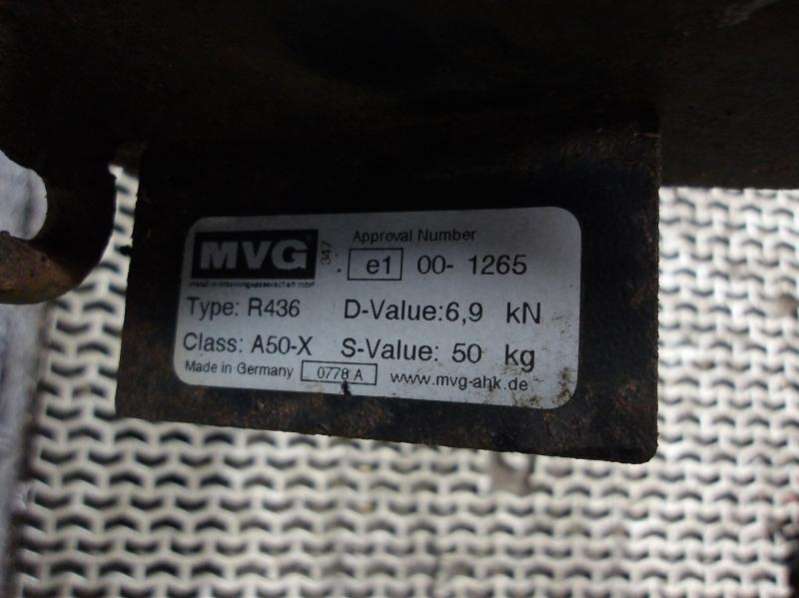 MVG
347
Approval Number
e1 00- 1265
Type: R436 D-Value:6,9 kN
Class: A50-X S-Value: 50 kg
Made in Germany 0778 A www.mvg-ahk.de